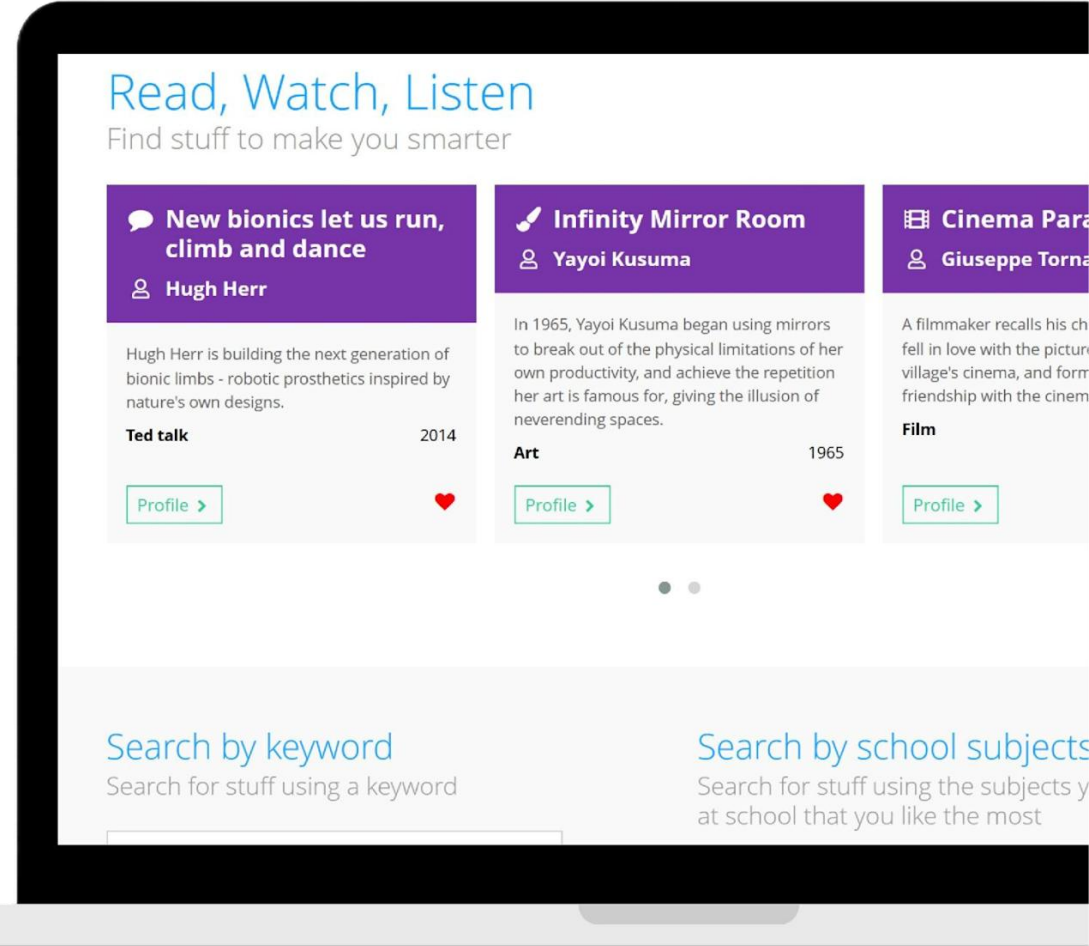 Read, Watch, Listen
Find stuff to make you smarter
New bionics let us run,
climb and dance
Hugh Herr
Hugh Herr is building the next generation of
bionic limbs - robotic prosthetics inspired by
nature's own designs.
Ted talk 2014
Profile
Infinity Mirror Room
Yayoi Kusuma
In 1965, Yayoi Kusuma began using mirrors
to break out of the physical limitations of her
own productivity, and achieve the repetition
her art is famous for, giving the illusion of
neverending spaces.
Art 1965
Profile
Cinema Para
Giuseppe Torna
A filmmaker recalls his ch
fell in love with the picture
village's cinema, and form
friendship with the cinem
Film
Profile
Search by keyword
Search for stuff using a keyword
Search by school subjects
Search for stuff using the subjects y
at school that you like the most